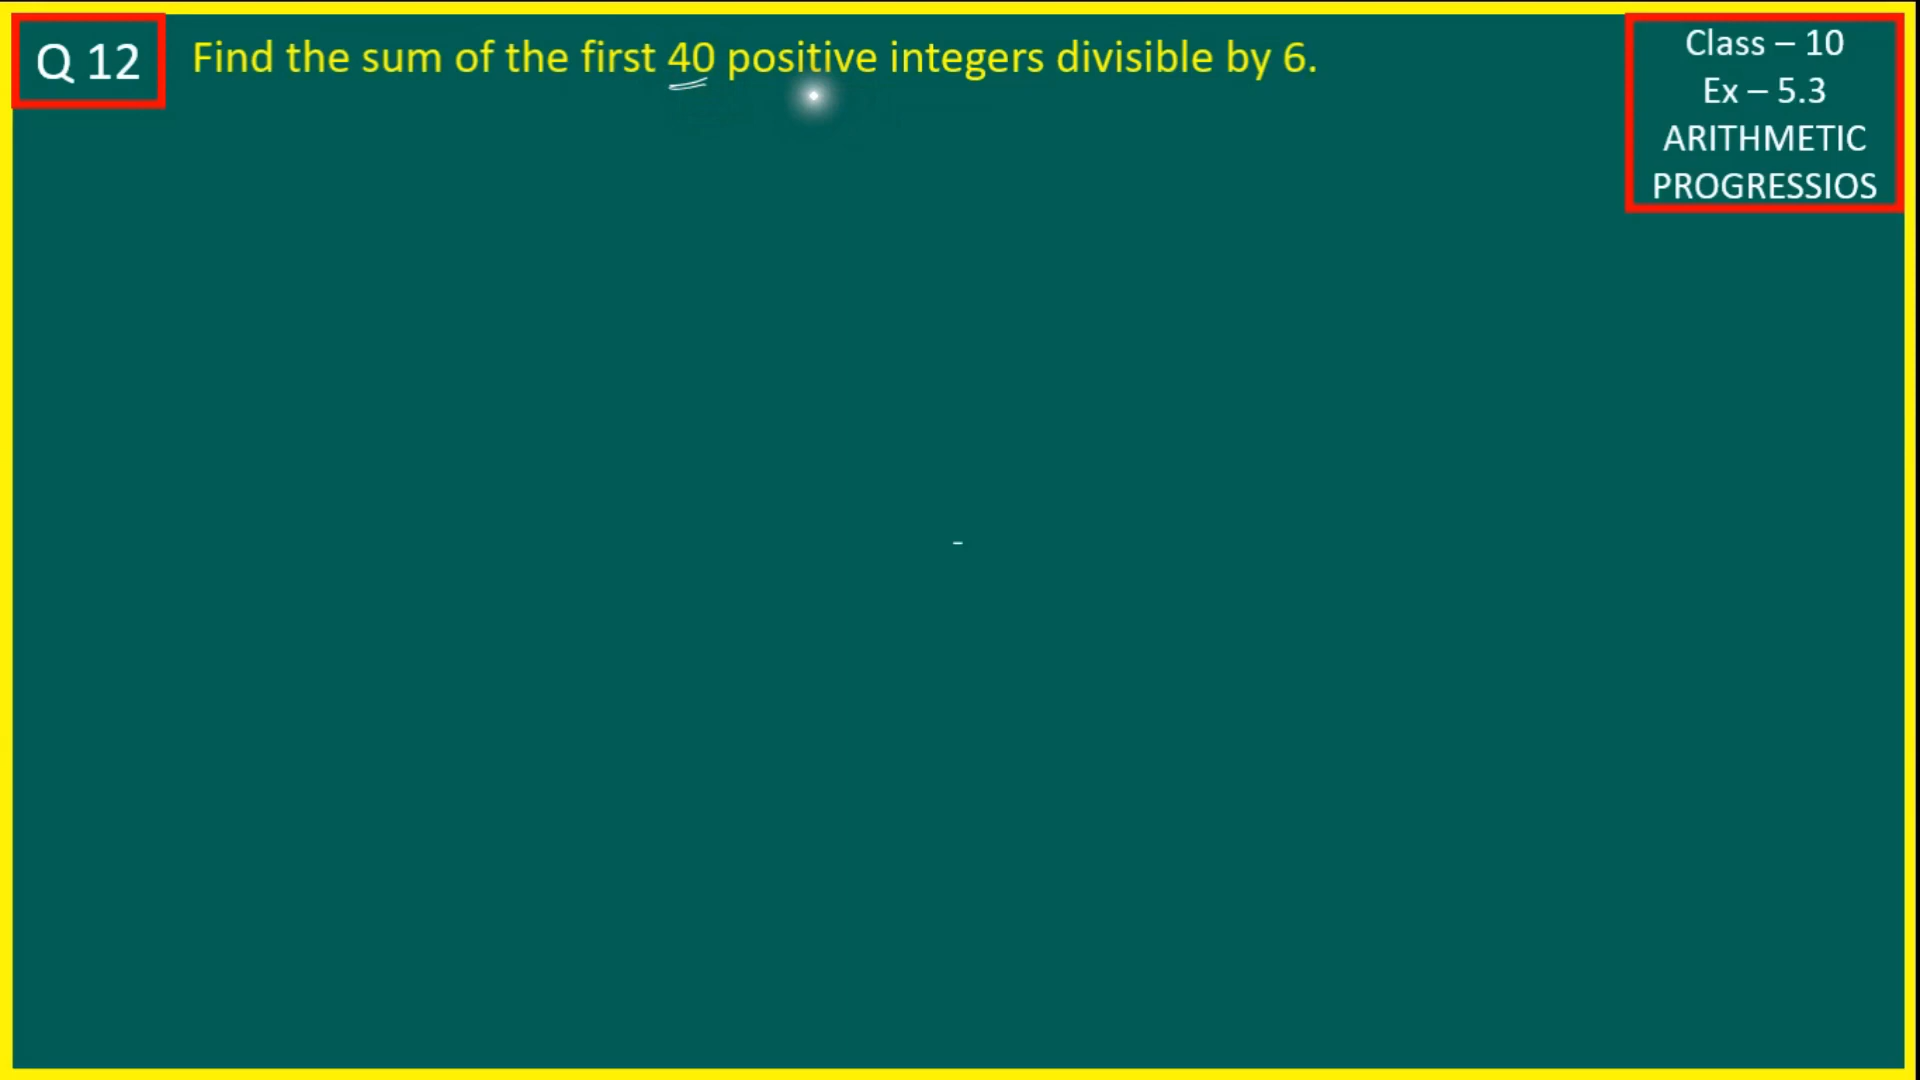 Q 12
Find the sum of the first 40 positive integers divisible by 6.
Class – 10
Ex – 5.3
ARITHMETIC
PROGRESSIOS